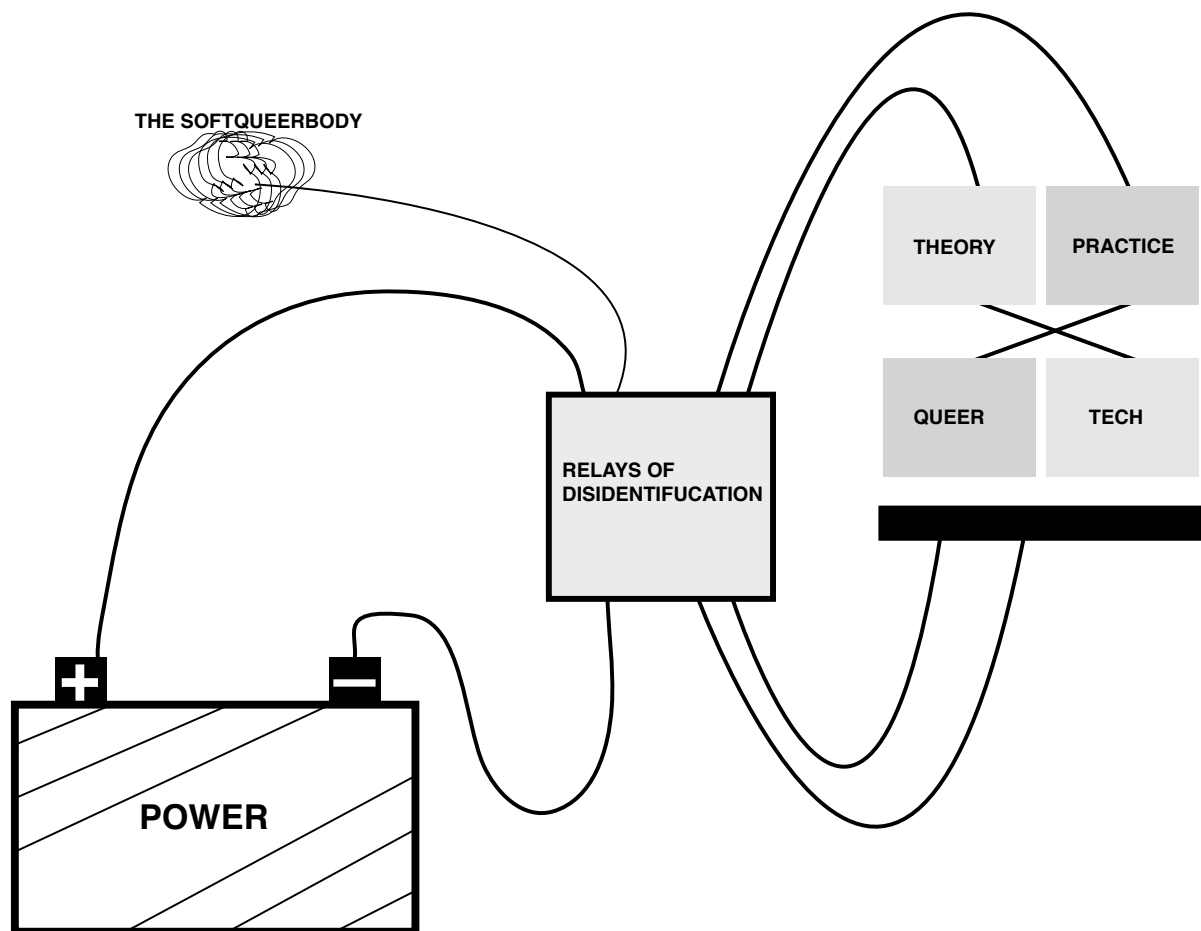 THE SOFTQUEERBODY
THEORY
PRACTICE
QUEER
TECH
RELAYS OF
DISIDENTIFUCATION
+
−
POWER